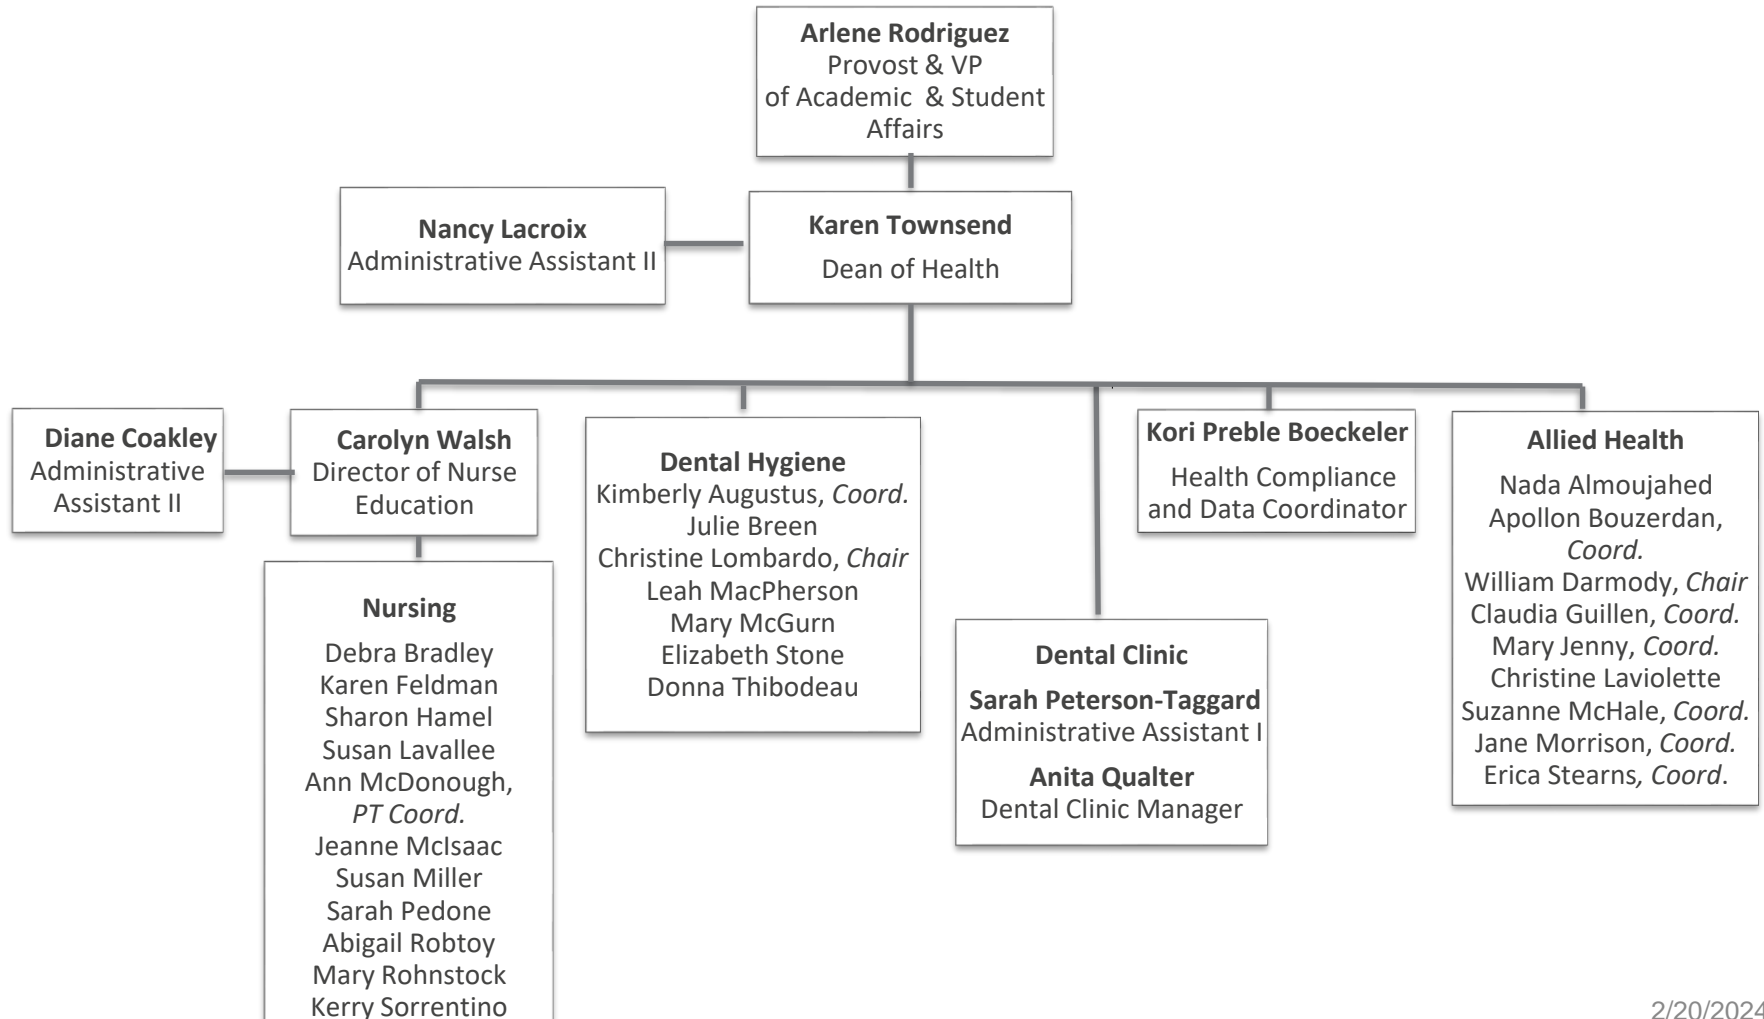 Arlene Rodriguez
Provost & VP
of Academic & Student
Affairs
Nancy Lacroix
Administrative Assistant II
Karen Townsend
Dean of Health
Diane Coakley
Administrative
Assistant II
Carolyn Walsh
Director of Nurse
Education
Nursing
Debra Bradley
Karen Feldman
Sharon Hamel
Susan Lavallee
Ann McDonough,
PT Coord.
Jeanne McIsaac
Susan Miller
Sarah Pedone
Abigail Robtoy
Mary Rohnstock
Kerry Sorrentino
Dental Hygiene
Kimberly Augustus, Coord.
Julie Breen
Christine Lombardo, Chair
Leah MacPherson
Mary McGurn
Elizabeth Stone
Donna Thibodeau
Dental Clinic
Sarah Peterson-Taggard
Administrative Assistant I
Anita Qualter
Dental Clinic Manager
Kori Preble Boeckeler
Health Compliance
and Data Coordinator
Allied Health
Nada Almoujahed
Apollon Bouzerdan,
Coord.
William Darmody, Chair
Claudia Guillen, Coord.
Mary Jenny, Coord.
Christine Laviolette
Suzanne McHale, Coord.
Jane Morrison, Coord.
Erica Stearns, Coord.
2/20/2024